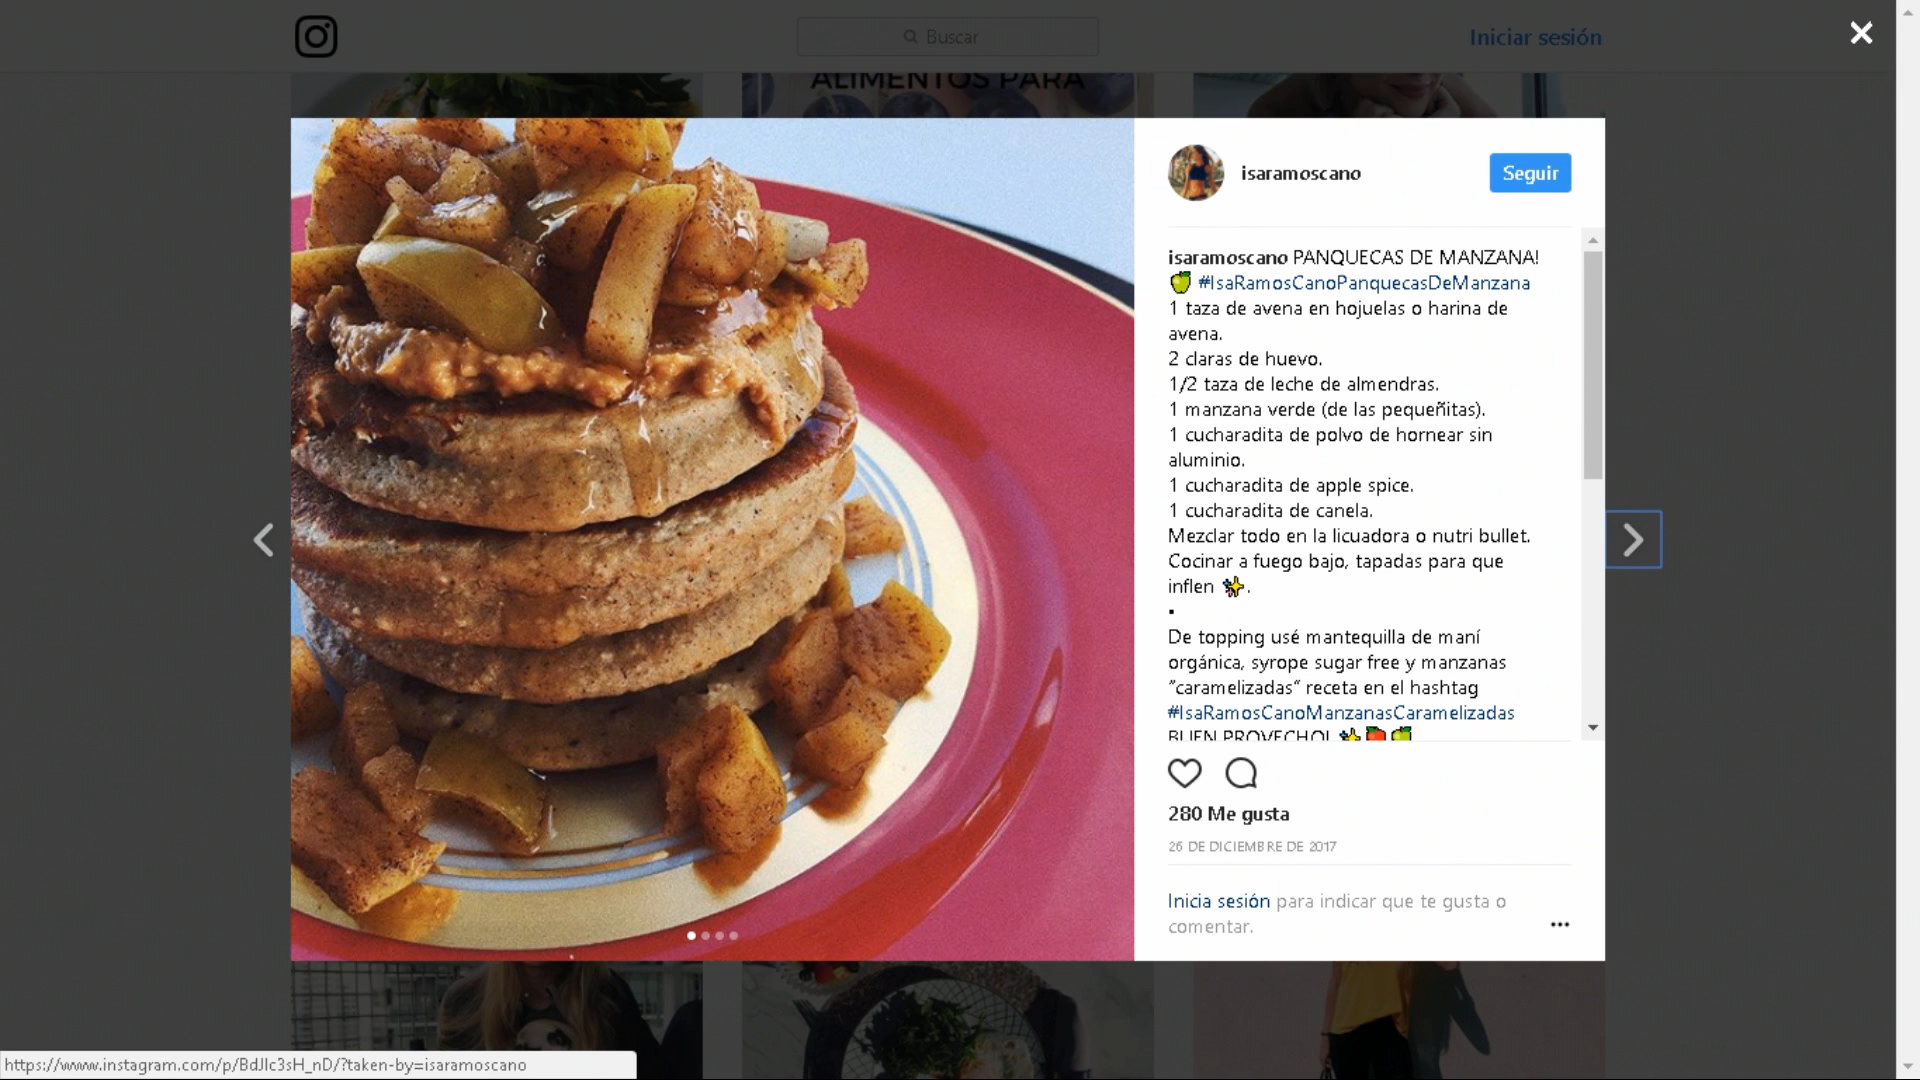 Buscar
Iniciar sesión
ALIMENTOS PARA
isaramoscano
Seguir
isaramoscano PANQUECAS DE MANZANA!
🍏 #IsaRamosCanoPanquecasDeManzana
1 taza de avena en hojuelas o harina de
avena.
2 claras de huevo.
1/2 taza de leche de almendras.
1 manzana verde (de las pequeñitas).
1 cucharadita de polvo de hornear sin
aluminio.
1 cucharadita de apple spice.
1 cucharadita de canela.
Mezclar todo en la licuadora o nutri bullet.
Cocinar a fuego bajo, tapadas para que
inflen ✨.
▪
De topping usé mantequilla de maní
orgánica, syrope sugar free y manzanas
"caramelizadas" receta en el hashtag
#IsaRamosCanoManzanasCaramelizadas
BUEN PROVECHO! ✨🍎🍏
280 Me gusta
26 DE DICIEMBRE DE 2017
Inicia sesión para indicar que te gusta o
comentar.
https://www.instagram.com/p/BdJlc3sH_nD/?taken-by=isaramoscano